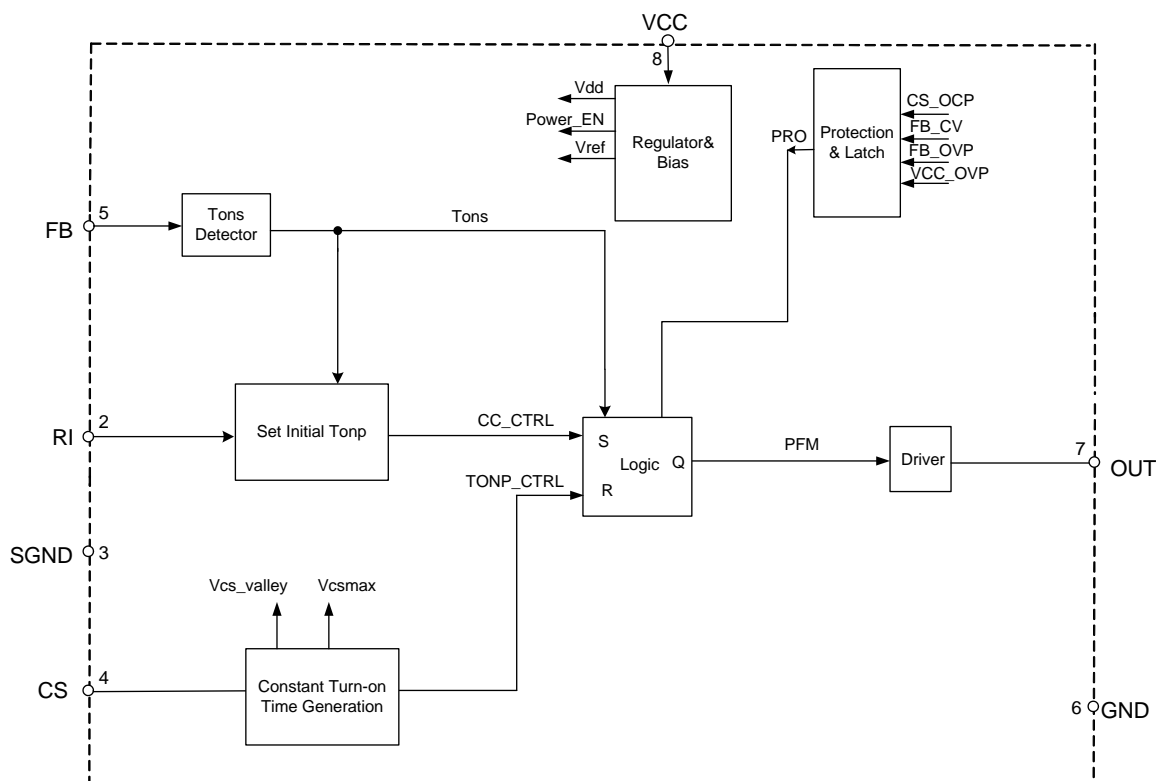 VCC
8
Vdd
Power_EN
Vref
Regulator&
Bias
PRO
Protection
& Latch
CS_OCP
FB_CV
FB_OVP
VCC_OVP
FB
5
Tons
Detector
Tons
RI
2
Set Initial Tonp
CC_CTRL
S
Logic
Q
R
TONP_CTRL
PFM
Driver
7
OUT
SGND
3
Vcs_valley
Vcsmax
CS
4
Constant Turn-on
Time Generation
6
GND